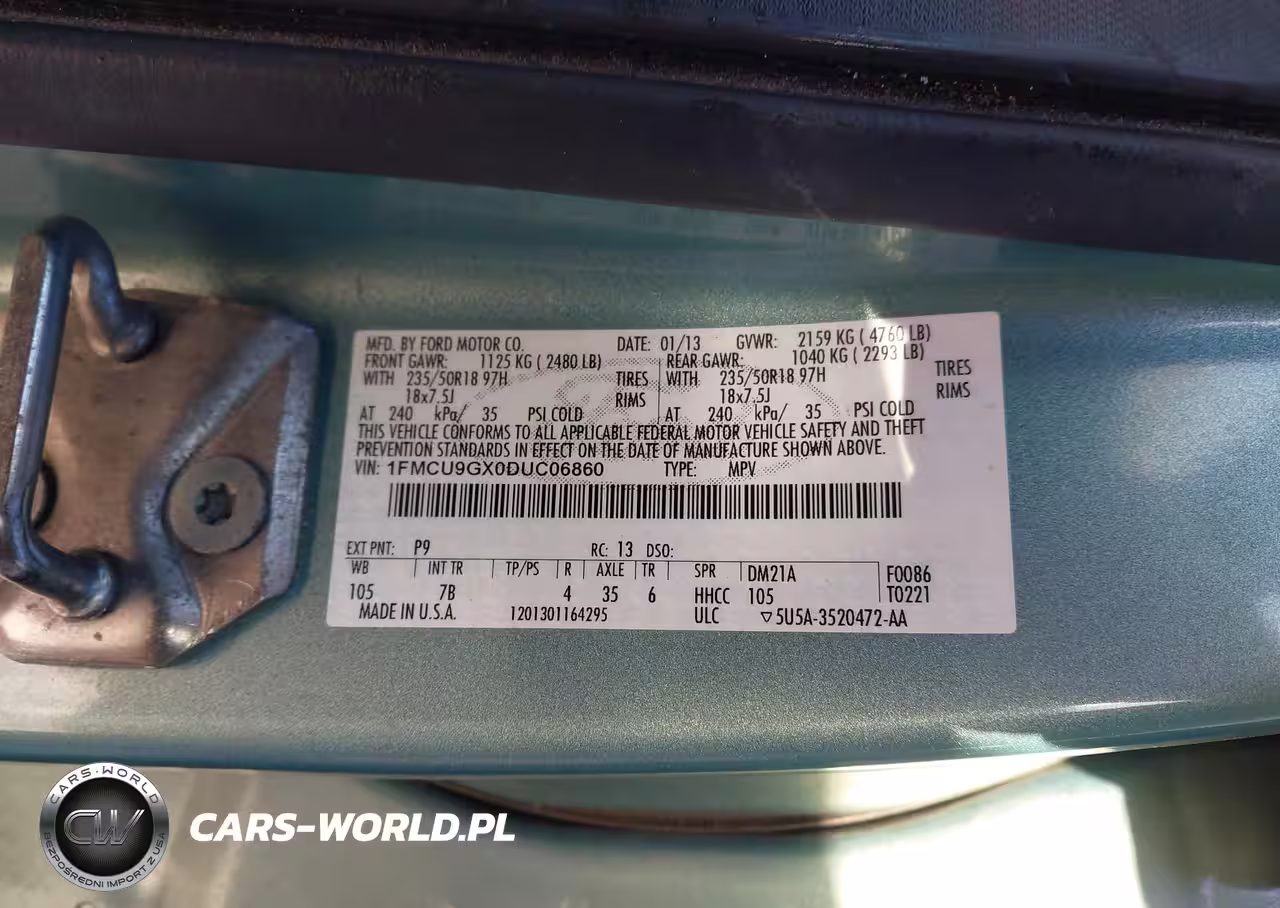 MFD. BY FORD MOTOR CO. DATE: 01/13 GVWR: 2159 KG ( 4760 LB)
FRONT GAWR: 1125 KG ( 2480 LB) REAR GAWR: 1040 KG ( 2293 LB)
WITH 235/50R18 97H TIRES WITH 235/50R18 97H TIRES
18x7.5J RIMS 18x7.5J RIMS
AT 240 kPa/ 35 PSI COLD AT 240 kPa/ 35 PSI COLD
THIS VEHICLE CONFORMS TO ALL APPLICABLE FEDERAL MOTOR VEHICLE SAFETY AND THEFT
PREVENTION STANDARDS IN EFFECT ON THE DATE OF MANUFACTURE SHOWN ABOVE.
VIN: 1FMCU9GX0DUC06860 TYPE: MPV
EXT PNT: P9 RC: 13 DSO:
WB INT TR TP/PS R AXLE TR SPR DM21A F0086
105 7B 4 35 6 HHCC 105 T0221
MADE IN U.S.A. 1201301164295 ULC ▽5U5A-3520472-AA
CARS-WORLD
CW
BEZPOŚREDNI IMPORT Z USA
CARS-WORLD.PL